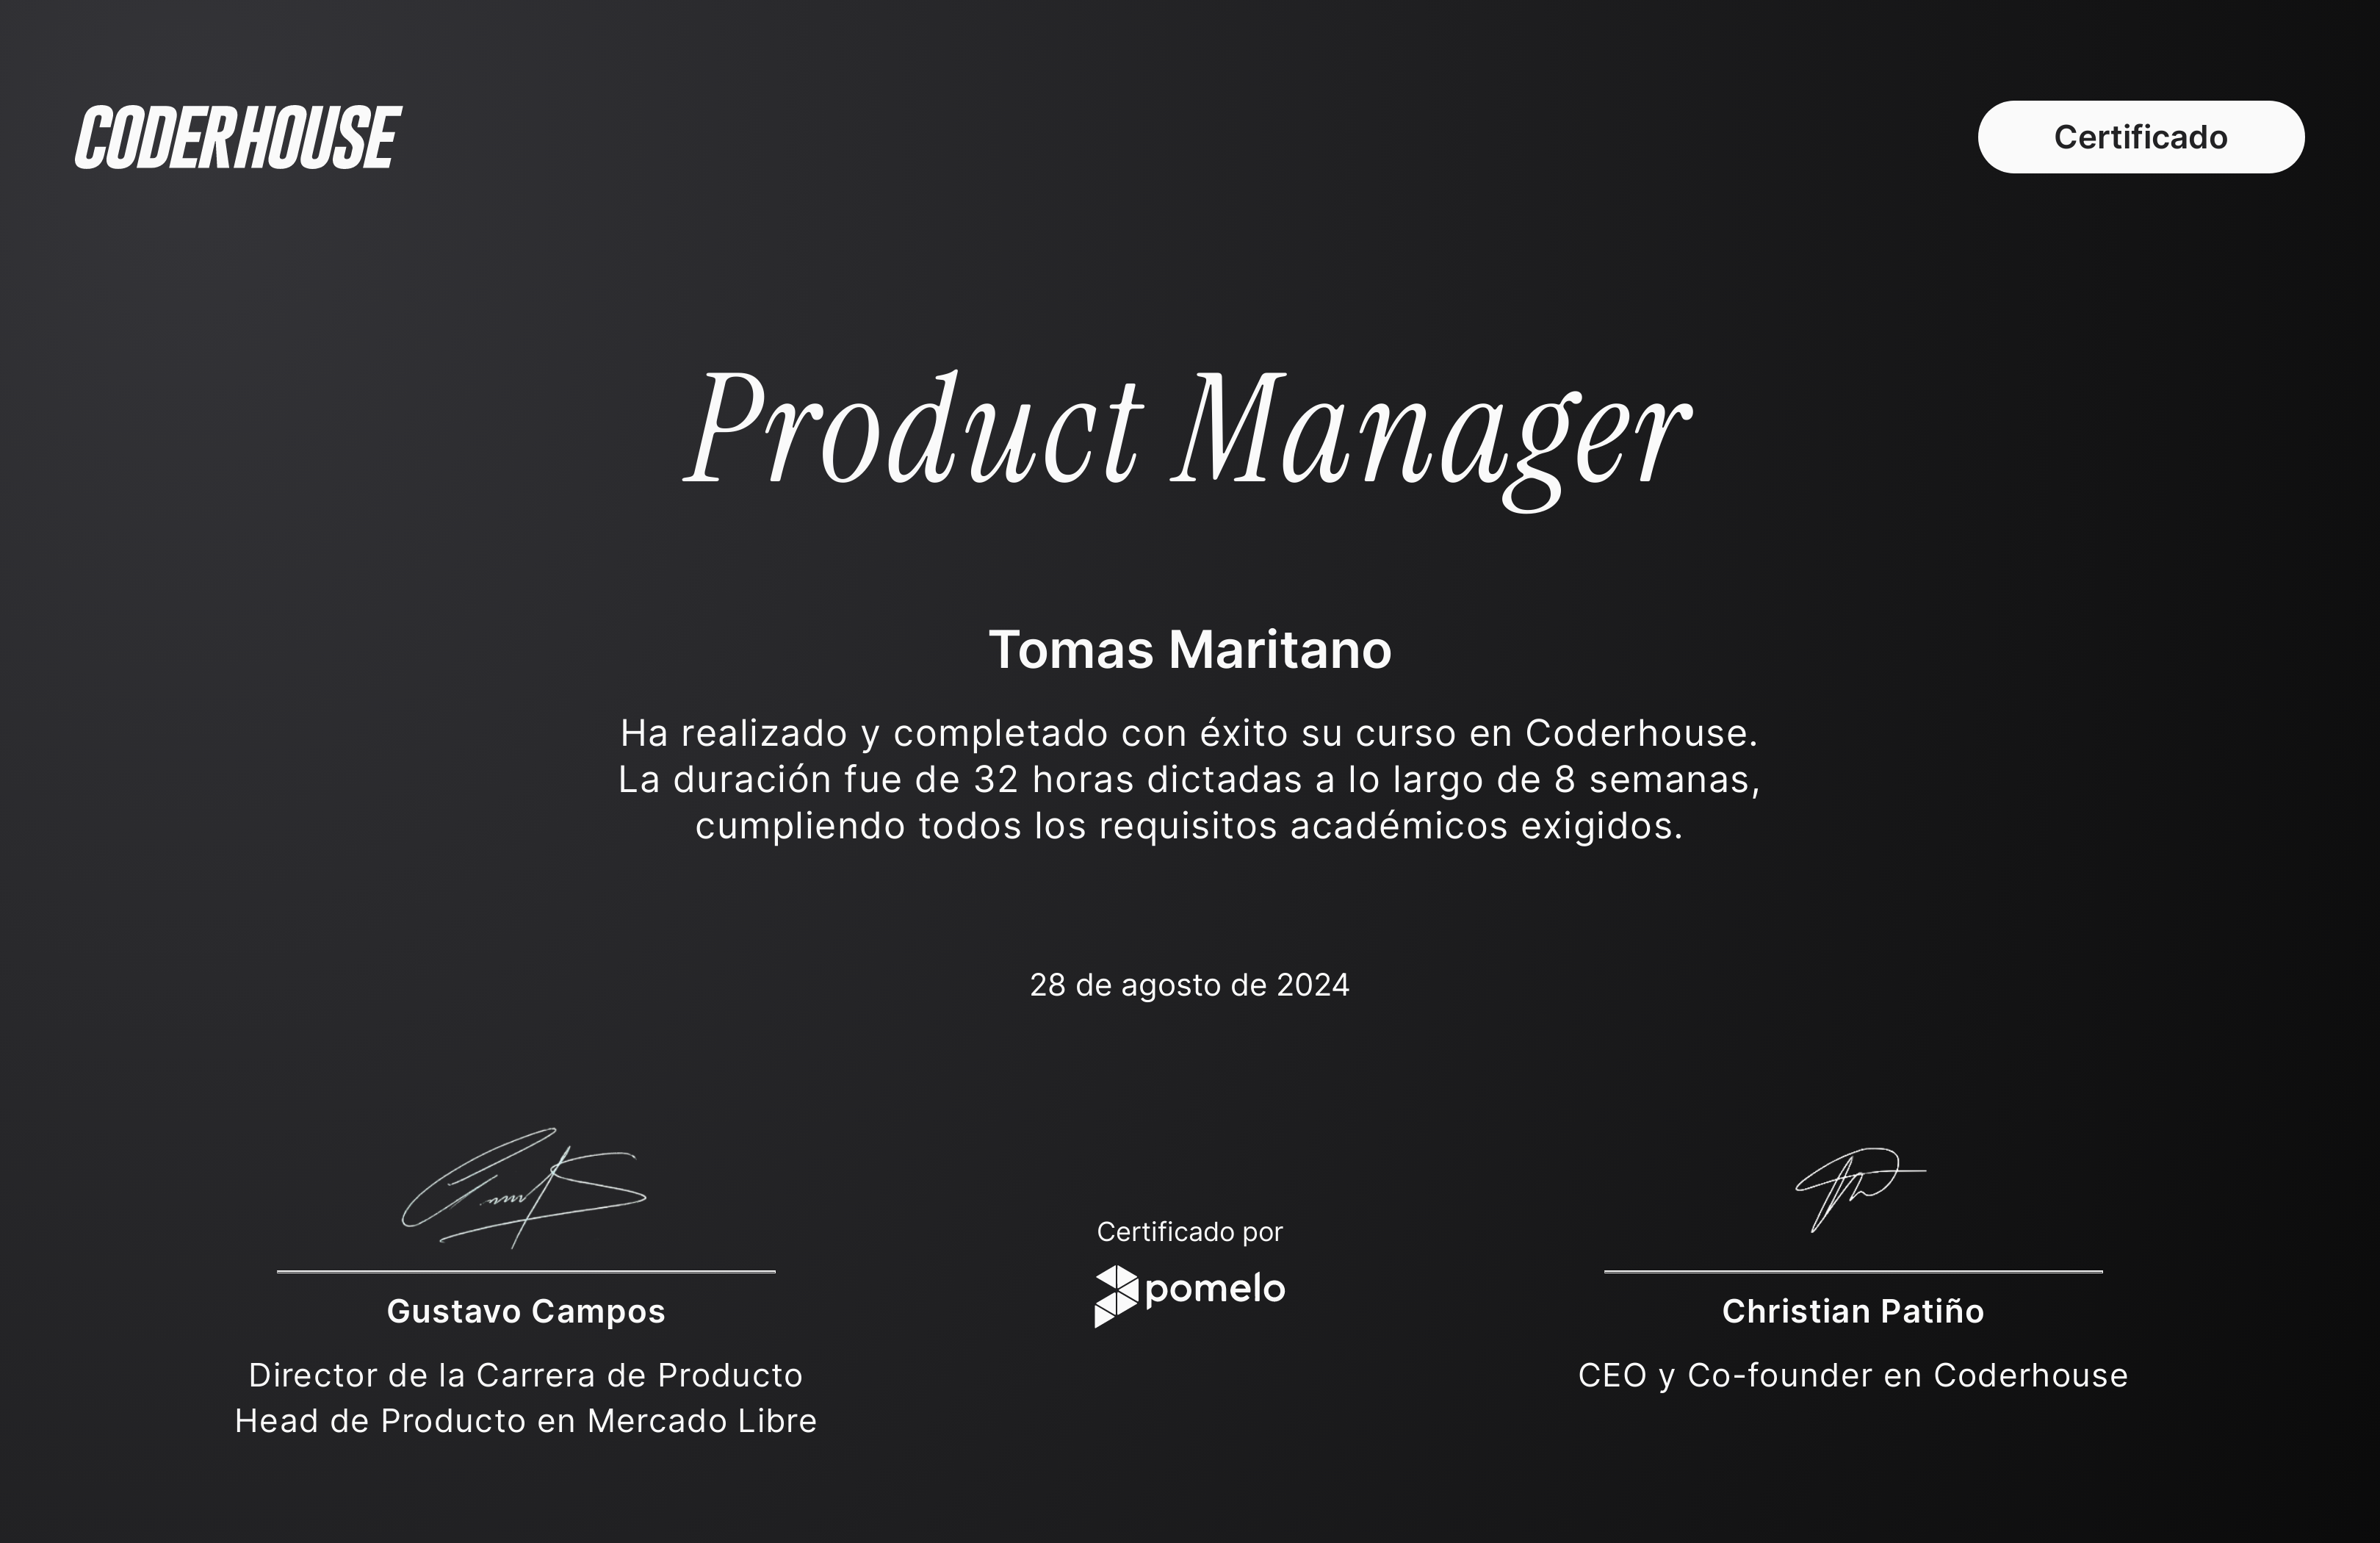 CODERHOUSE
Certificado
Product Manager
Tomas Maritano
Ha realizado y completado con éxito su curso en Coderhouse.
La duración fue de 32 horas dictadas a lo largo de 8 semanas,
cumpliendo todos los requisitos académicos exigidos.
28 de agosto de 2024
Gustavo Campos
Director de la Carrera de Producto
Head de Producto en Mercado Libre
Certificado por
pomelo
Christian Patiño
CEO y Co-founder en Coderhouse